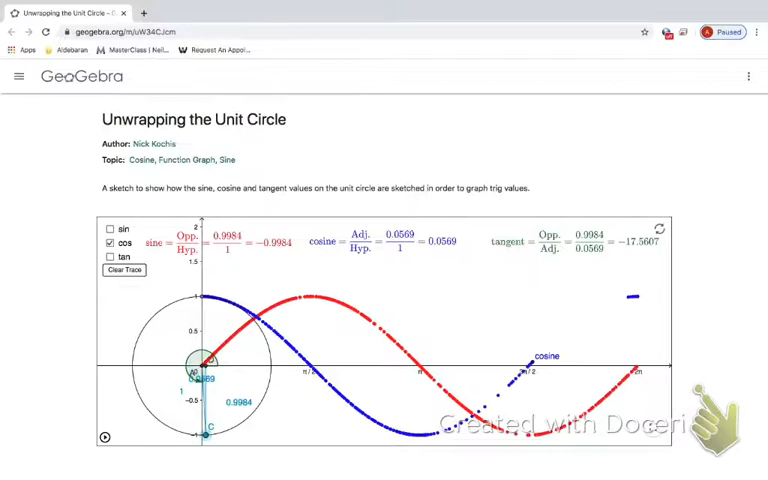 Unwrapping the Unit Circle – G
geogebra.org/m/uW34CJcm
A Paused
Apps Aldebaran MasterClass | Neil... Request An Appoi...
GeoGebra
Unwrapping the Unit Circle
Author: Nick Kochis
Topic: Cosine, Function Graph, Sine
A sketch to show how the sine, cosine and tangent values on the unit circle are sketched in order to graph trig values.
sin
cos
tan
Clear Trace
sine = Opp./Hyp. = 0.9984/1 = −0.9984
cosine = Adj./Hyp. = 0.0569/1 = 0.0569
tangent = Opp./Adj. = 0.9984/0.0569 = −17.5607
2
1.5
1
0.5
cosine
π/2
π
3π/2
2π
0.0569
1
−0.5
0.9984
C
−1
Created with Doceri